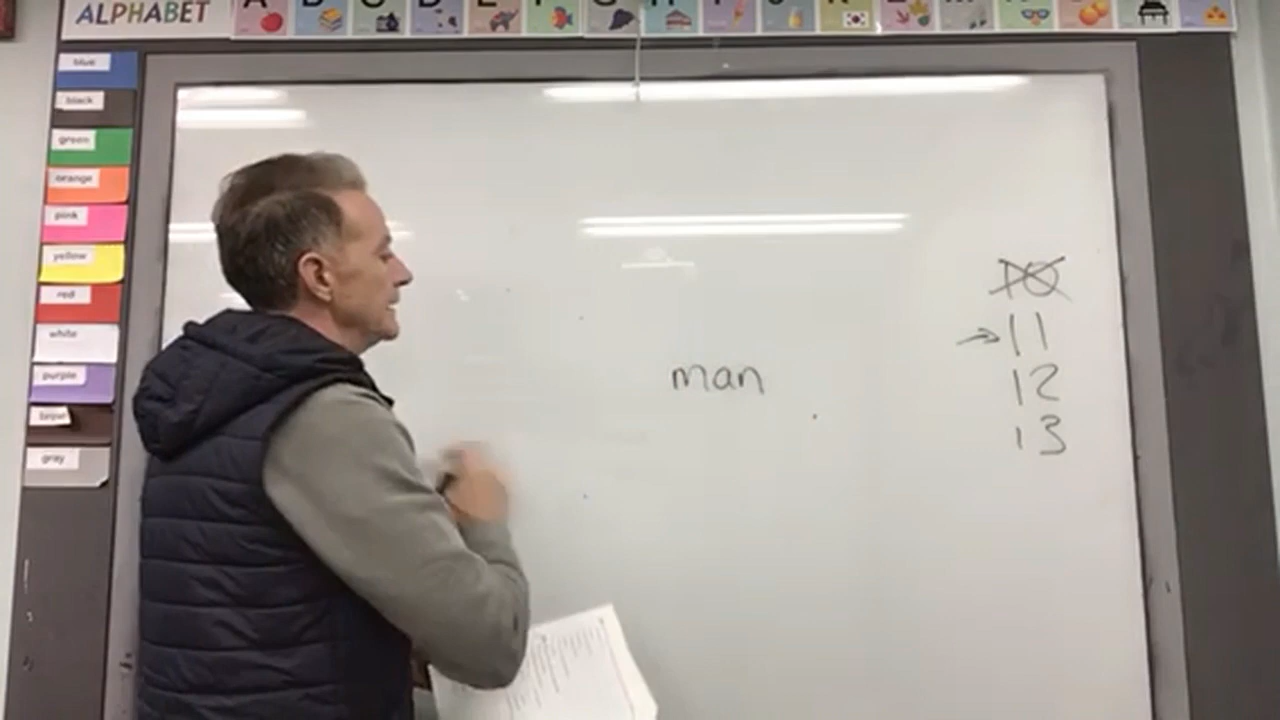 ALPHABET
blue
black
green
orange
pink
yellow
red
white
purple
brown
gray
man
10
11
12
13